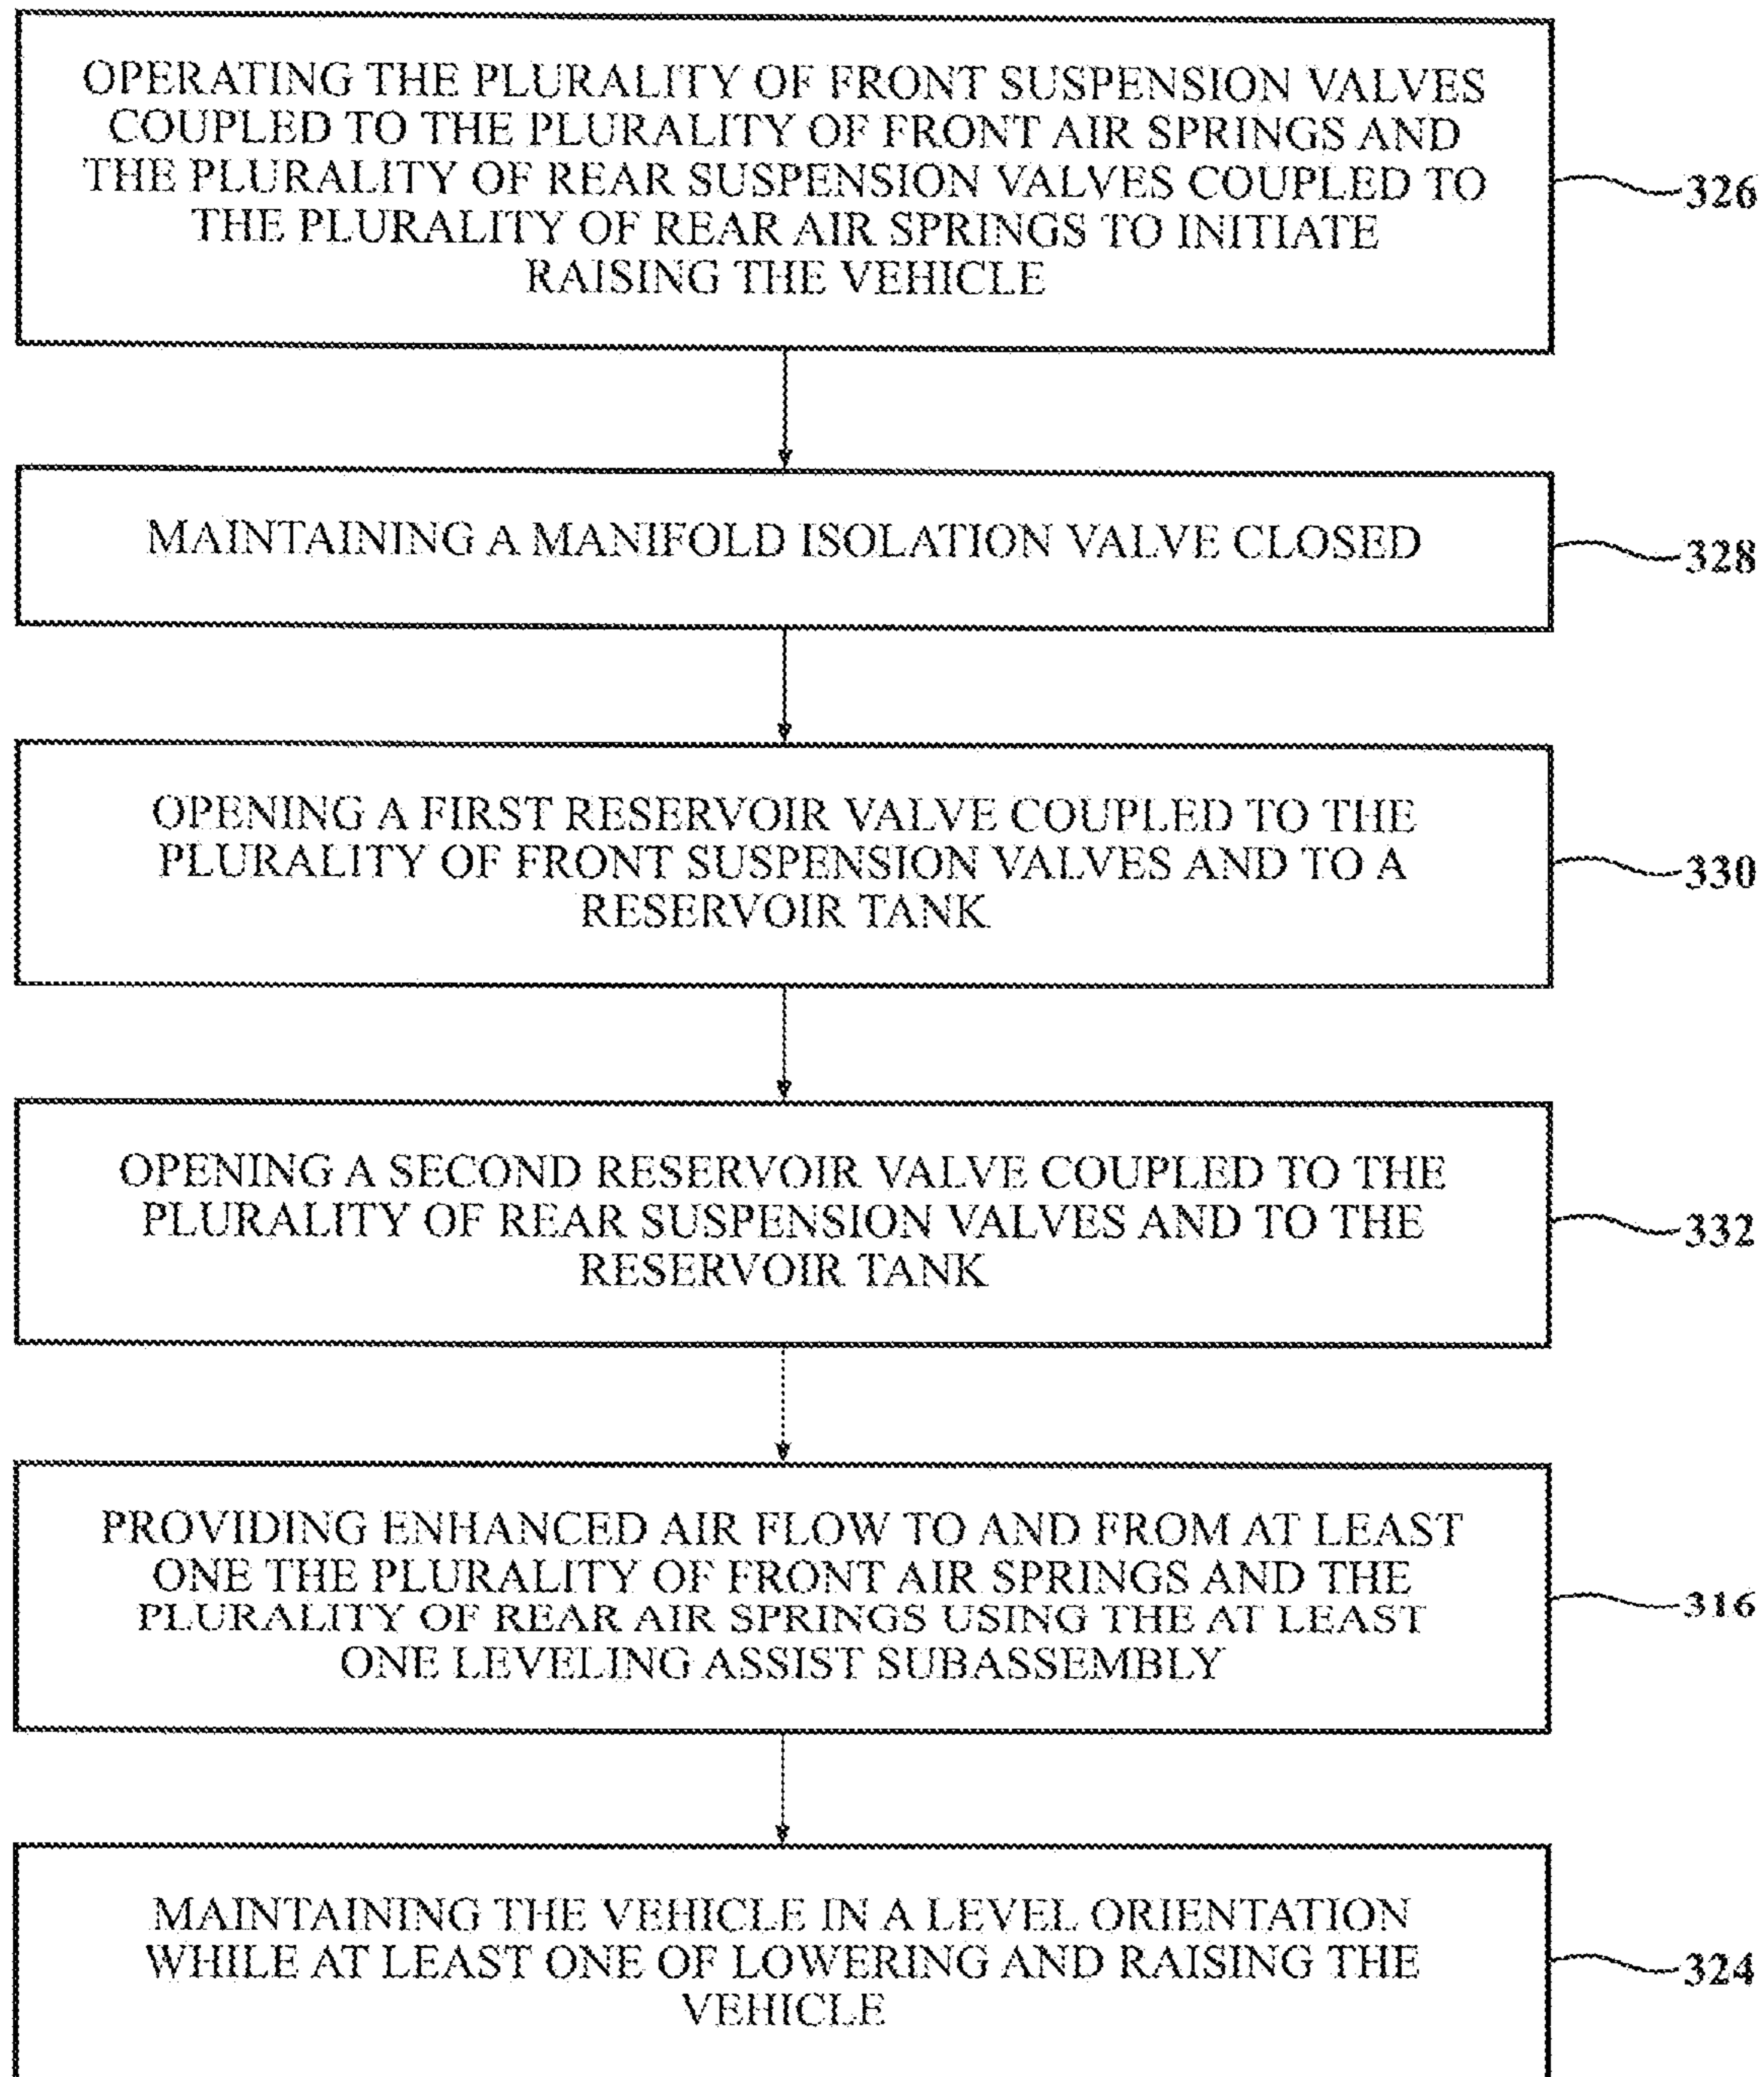 OPERATING THE PLURALITY OF FRONT SUSPENSION VALVES
COUPLED TO THE PLURALITY OF FRONT AIR SPRINGS AND
THE PLURALITY OF REAR SUSPENSION VALVES COUPLED TO
THE PLURALITY OF REAR AIR SPRINGS TO INITIATE
RAISING THE VEHICLE
326
MAINTAINING A MANIFOLD ISOLATION VALVE CLOSED
328
OPENING A FIRST RESERVOIR VALVE COUPLED TO THE
PLURALITY OF FRONT SUSPENSION VALVES AND TO A
RESERVOIR TANK
330
OPENING A SECOND RESERVOIR VALVE COUPLED TO THE
PLURALITY OF REAR SUSPENSION VALVES AND TO THE
RESERVOIR TANK
332
PROVIDING ENHANCED AIR FLOW TO AND FROM AT LEAST
ONE THE PLURALITY OF FRONT AIR SPRINGS AND THE
PLURALITY OF REAR AIR SPRINGS USING THE AT LEAST
ONE LEVELING ASSIST SUBASSEMBLY
316
MAINTAINING THE VEHICLE IN A LEVEL ORIENTATION
WHILE AT LEAST ONE OF LOWERING AND RAISING THE
VEHICLE
324